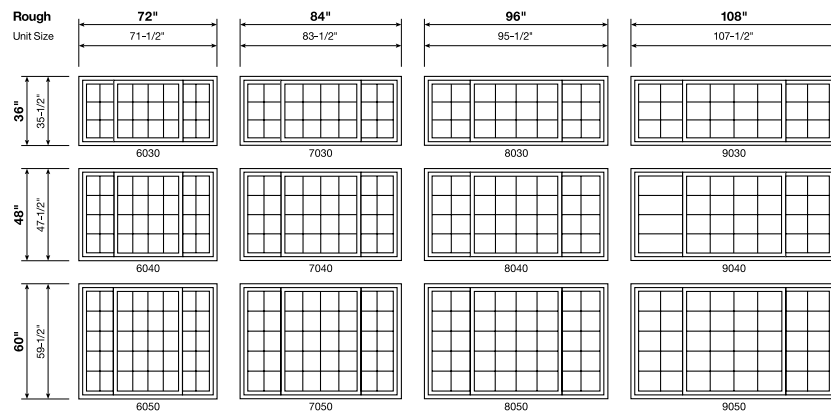 Rough 72" 84" 96" 108"
Unit Size 71-1/2" 83-1/2" 95-1/2" 107-1/2"
36" 35-1/2"
6030 7030 8030 9030
48" 47-1/2"
6040 7040 8040 9040
60" 59-1/2"
6050 7050 8050 9050